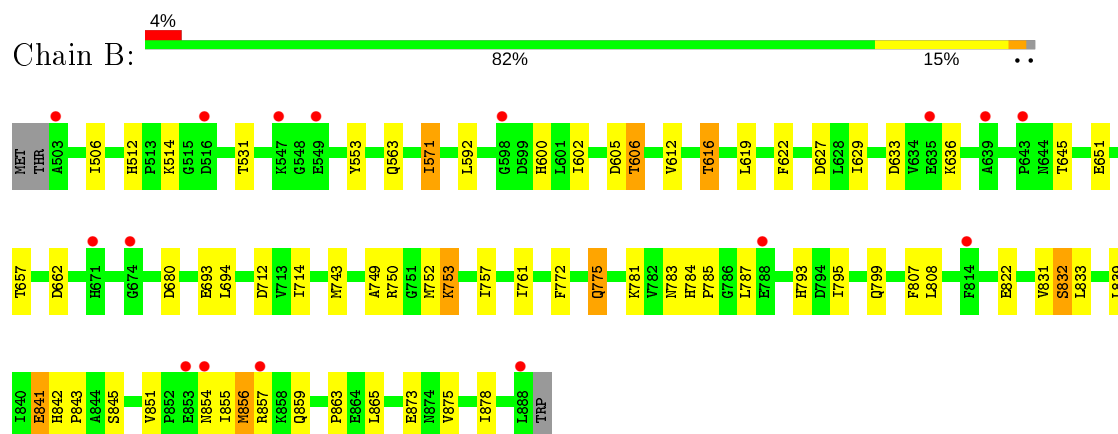 4%
Chain B:
82%
15%
MET THR A503 I506 H512 P513 K514 G515 D516 T531 K547 G548 E549 Y553 Q563 I571 L592 G598 D599 H600 L601 I602 D605 T606 V612 T616 L619 F622 D627 L628 I629 D633 V634 E635 K636 A639 P643 N644 T645 E651
T657 D662 H671 G674 D680 E693 L694 D712 V713 I714 M743 A749 R750 G751 M752 K753 I757 I761 F772 Q775 K781 V782 N783 H784 P785 G786 L787 E788 H793 D794 I795 Q799 F807 L808 F814 E822 V831 S832 L833 L839
I840 E841 H842 P843 A844 S845 V851 P852 E853 N854 I855 M856 R857 K858 Q859 P863 E864 L865 E873 N874 V875 I878 L888 TRP